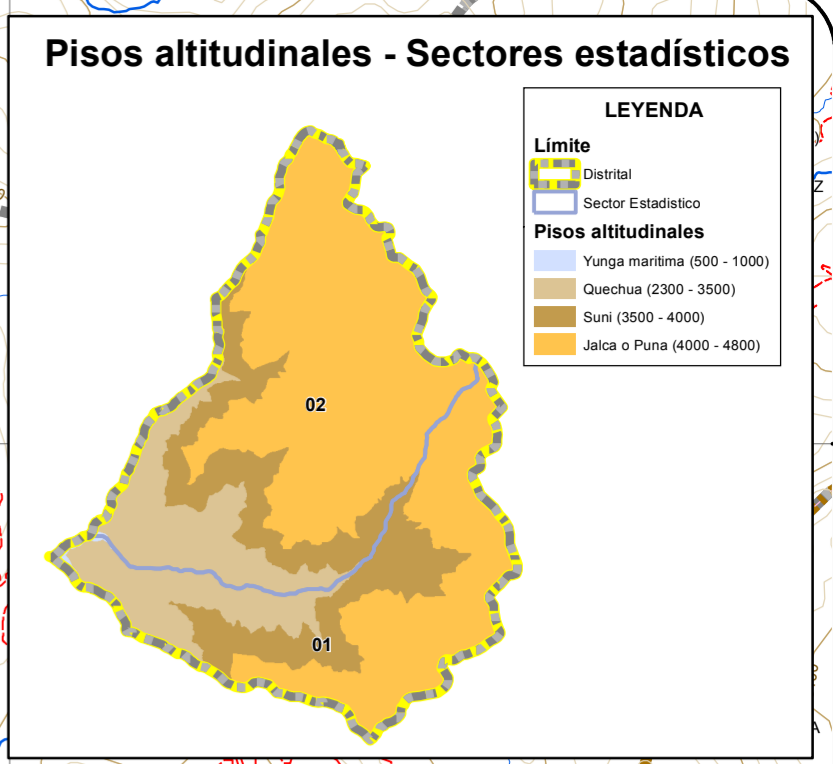 Pisos altitudinales - Sectores estadísticos
LEYENDA
Límite
Distrital
Sector Estadistico
Pisos altitudinales
Yunga maritima (500 - 1000)
Quechua (2300 - 3500)
Suni (3500 - 4000)
Jalca o Puna (4000 - 4800)
02
01
Z
A